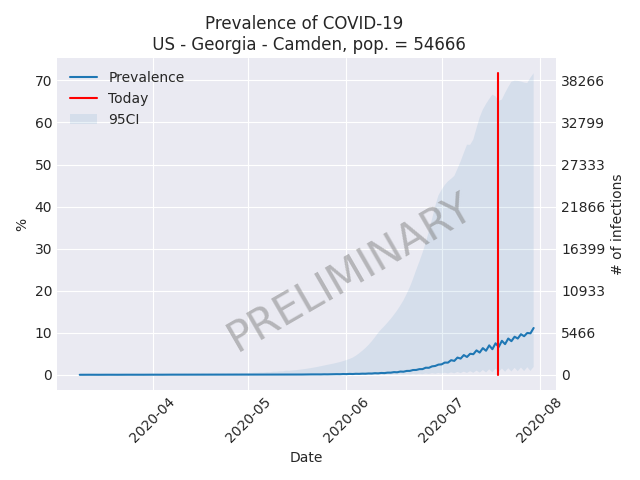 Prevalence of COVID-19
US - Georgia - Camden, pop. = 54666
Prevalence
Today
95CI
PRELIMINARY
%
70
60
50
40
30
20
10
0
38266
32799
27333
21866
16399
10933
5466
0
# of infections
2020-04
2020-05
2020-06
2020-07
2020-08
Date